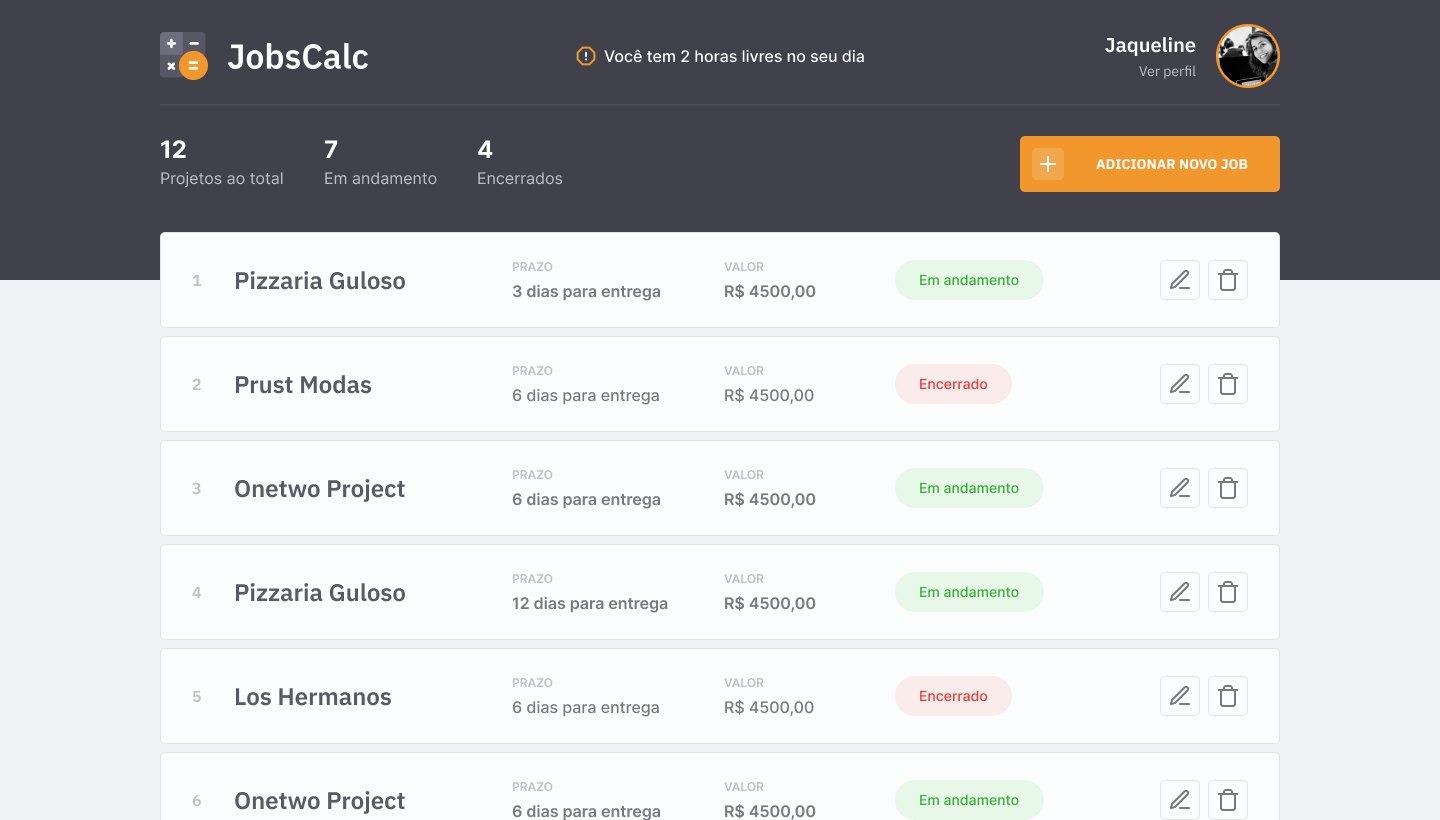 JobsCalc
Você tem 2 horas livres no seu dia
Jaqueline
Ver perfil
12
Projetos ao total
7
Em andamento
4
Encerrados
ADICIONAR NOVO JOB
1
Pizzaria Guloso
PRAZO
3 dias para entrega
VALOR
R$ 4500,00
Em andamento
2
Prust Modas
PRAZO
6 dias para entrega
VALOR
R$ 4500,00
Encerrado
3
Onetwo Project
PRAZO
6 dias para entrega
VALOR
R$ 4500,00
Em andamento
4
Pizzaria Guloso
PRAZO
12 dias para entrega
VALOR
R$ 4500,00
Em andamento
5
Los Hermanos
PRAZO
6 dias para entrega
VALOR
R$ 4500,00
Encerrado
6
Onetwo Project
PRAZO
6 dias para entrega
VALOR
R$ 4500,00
Em andamento